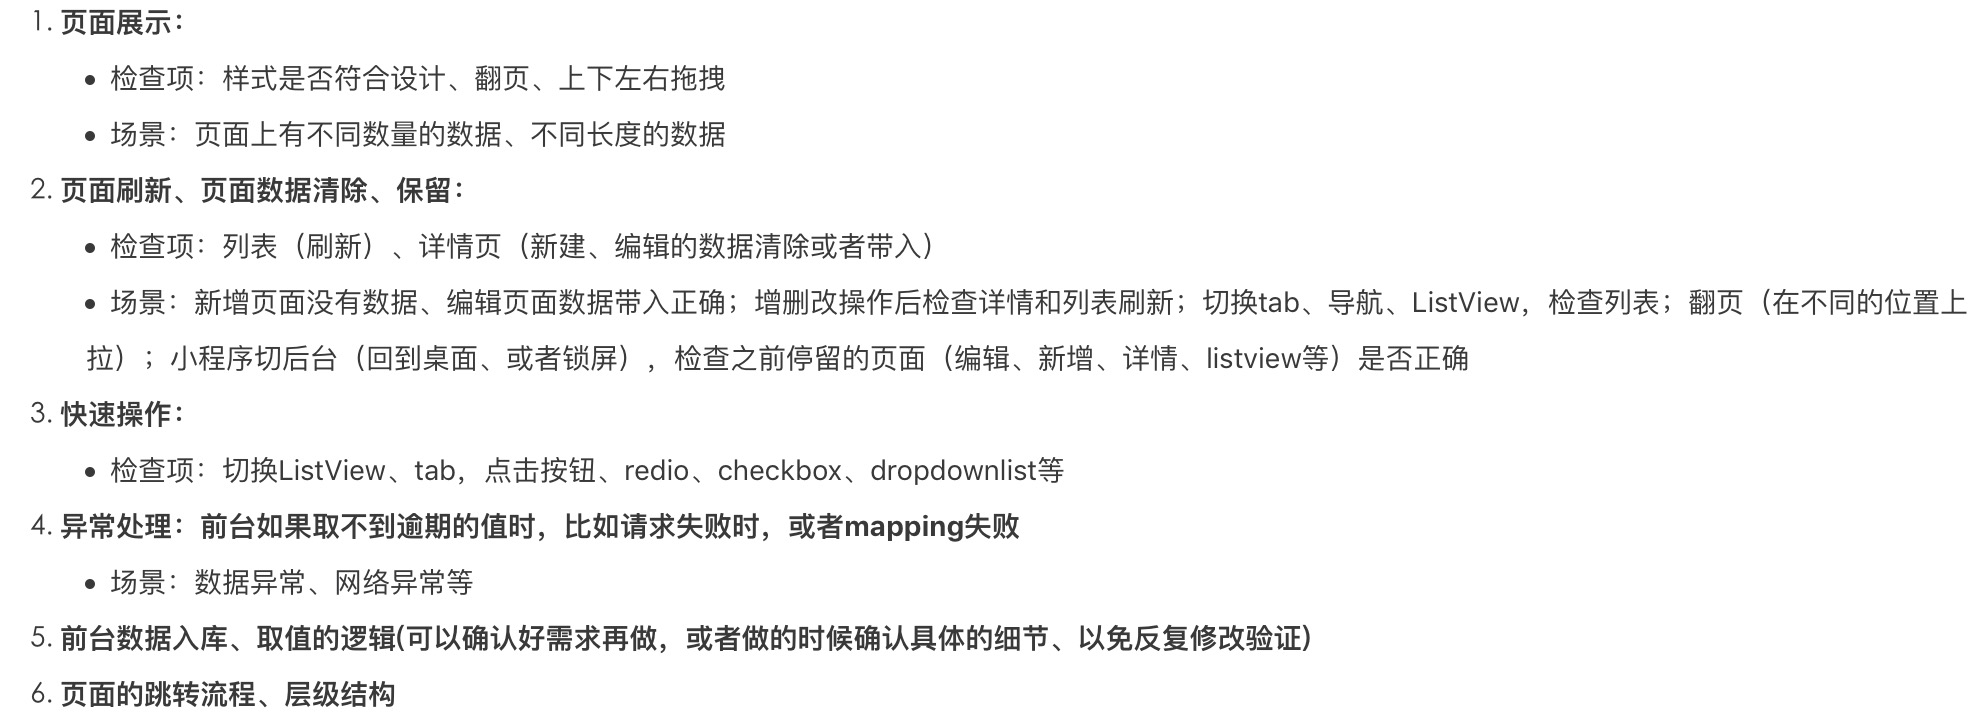 1. 页面展示：
• 检查项：样式是否符合设计、翻页、上下左右拖拽
• 场景：页面上有不同数量的数据、不同长度的数据
2. 页面刷新、页面数据清除、保留：
• 检查项：列表（刷新）、详情页（新建、编辑的数据清除或者带入）
• 场景：新增页面没有数据、编辑页面数据带入正确；增删改操作后检查详情和列表刷新；切换tab、导航、ListView，检查列表；翻页（在不同的位置上
拉）；小程序切后台（回到桌面、或者锁屏），检查之前停留的页面（编辑、新增、详情、listview等）是否正确
3. 快速操作：
• 检查项：切换ListView、tab，点击按钮、redio、checkbox、dropdownlist等
4. 异常处理：前台如果取不到逾期的值时，比如请求失败时，或者mapping失败
• 场景：数据异常、网络异常等
5. 前台数据入库、取值的逻辑(可以确认好需求再做，或者做的时候确认具体的细节、以免反复修改验证)
6. 页面的跳转流程、层级结构